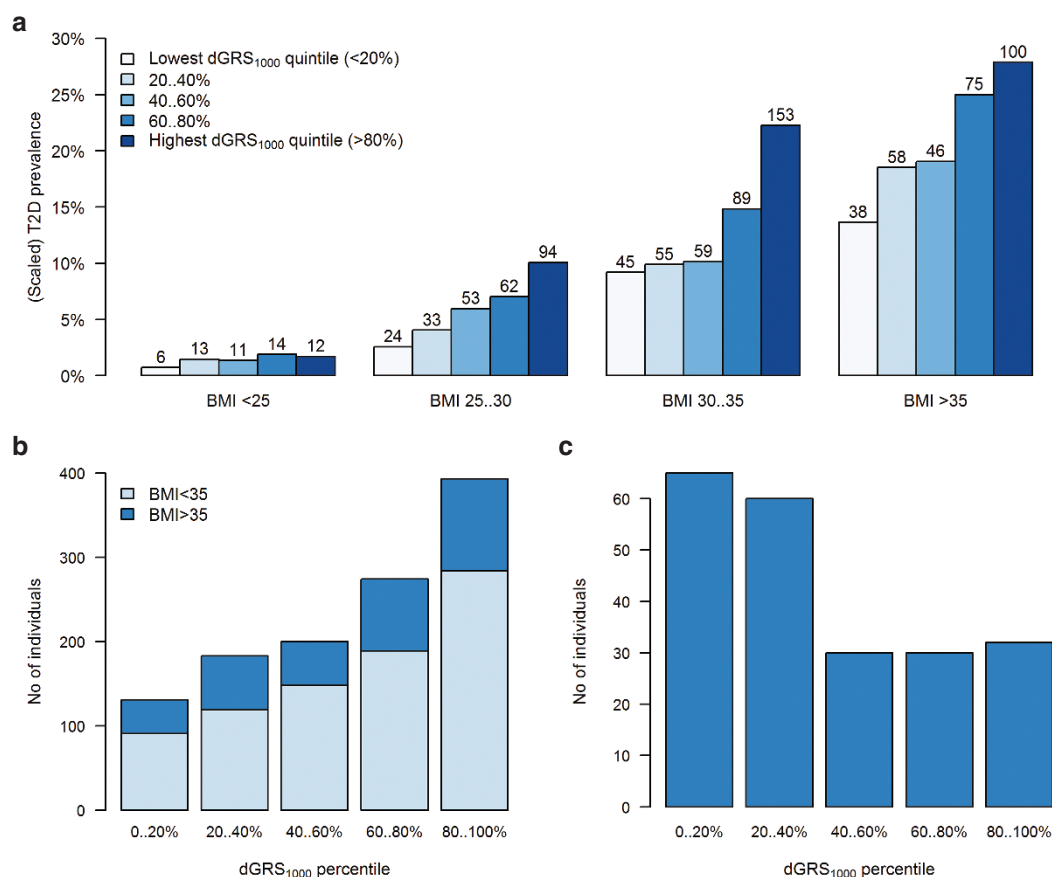 a
30%
25%
20%
15%
10%
5%
0%
(Scaled) T2D prevalence
Lowest dGRS1000 quintile (<20%)
20..40%
40..60%
60..80%
Highest dGRS1000 quintile (>80%)
6 13 11 14 12
24 33 53 62 94
45 55 59 89 153
38 58 46 75 100
BMI <25 BMI 25..30 BMI 30..35 BMI >35
b
400
300
200
100
0
No of individuals
BMI<35
BMI>35
0..20% 20..40% 40..60% 60..80% 80..100%
dGRS1000 percentile
c
60
50
40
30
20
10
0
No of individuals
0..20% 20..40% 40..60% 60..80% 80..100%
dGRS1000 percentile